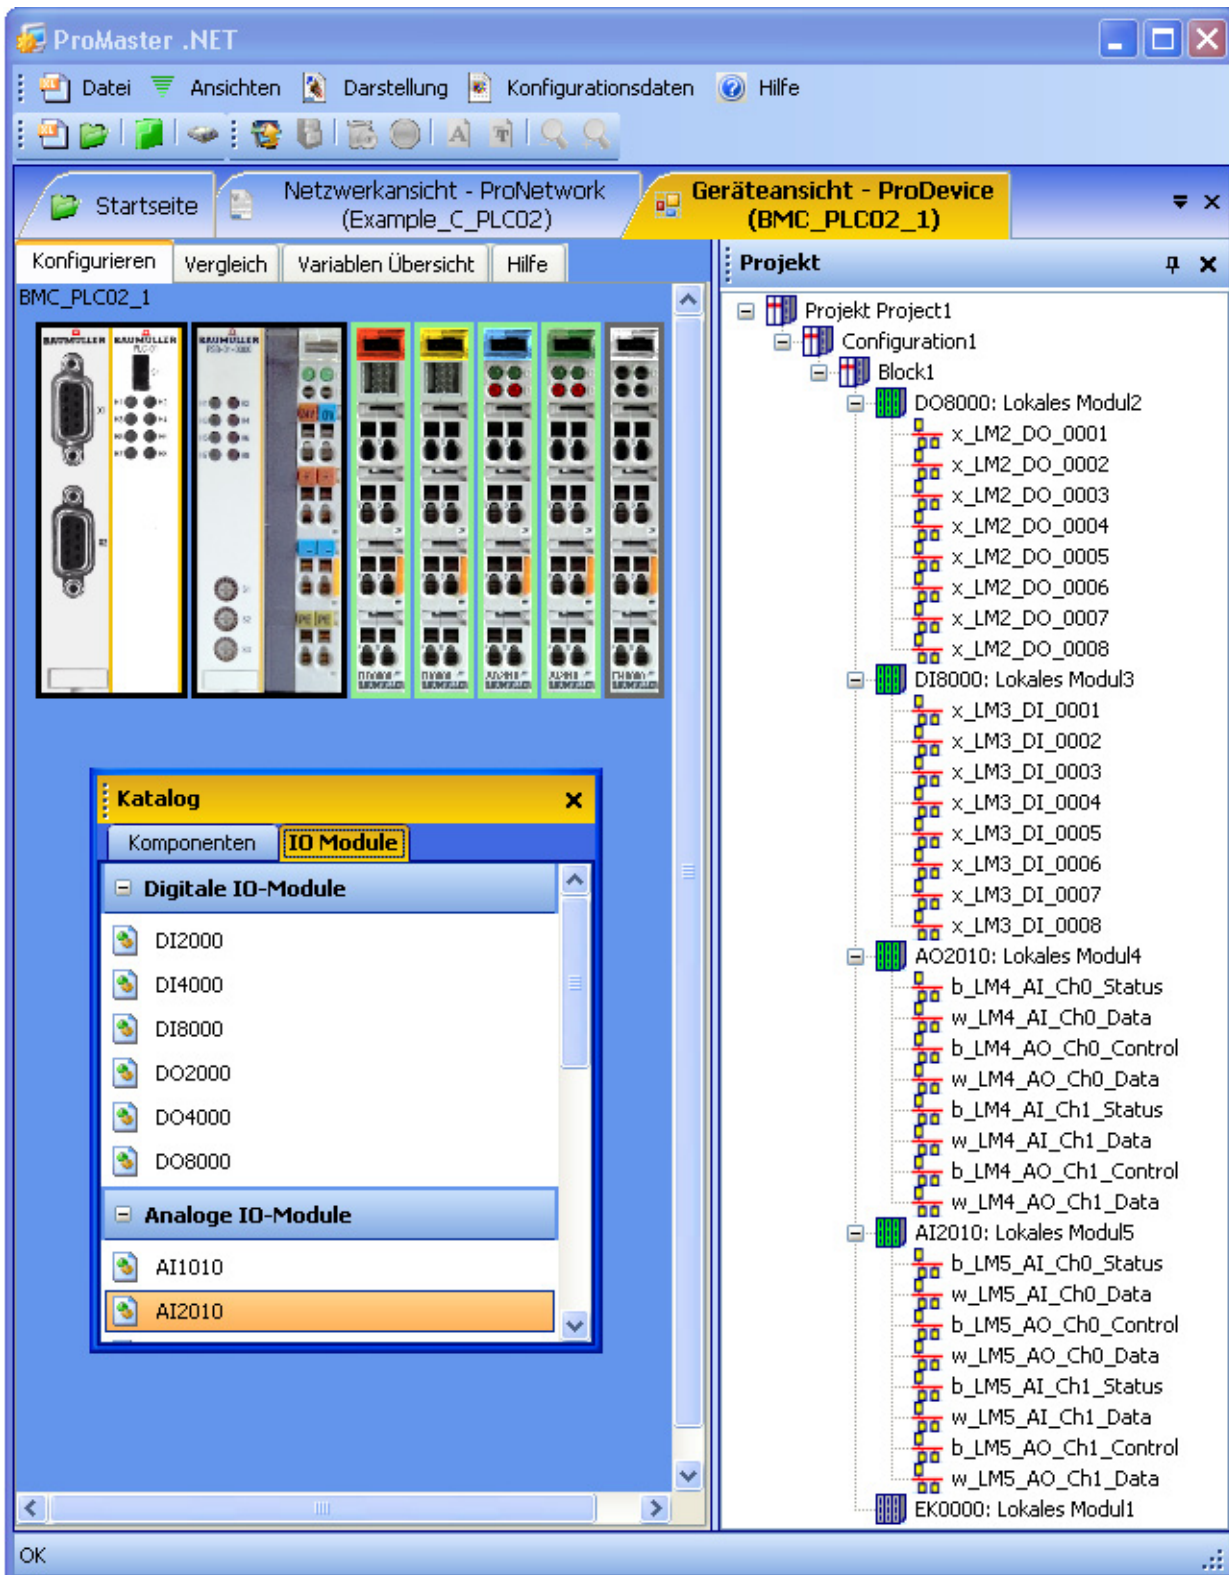 ProMaster .NET
Datei Ansichten Darstellung Konfigurationsdaten Hilfe
Startseite
Netzwerkansicht - ProNetwork
(Example_C_PLC02)
Geräteansicht - ProDevice
(BMC_PLC02_1)
Konfigurieren Vergleich Variablen Übersicht Hilfe
BMC_PLC02_1
BAUMÜLLER BAUMÜLLER BAUMÜLLER
Katalog
Komponenten IO Module
Digitale IO-Module
DI2000
DI4000
DI8000
DO2000
DO4000
DO8000
Analoge IO-Module
AI1010
AI2010
Projekt
Projekt Project1
Configuration1
Block1
DO8000: Lokales Modul2
x_LM2_DO_0001
x_LM2_DO_0002
x_LM2_DO_0003
x_LM2_DO_0004
x_LM2_DO_0005
x_LM2_DO_0006
x_LM2_DO_0007
x_LM2_DO_0008
DI8000: Lokales Modul3
x_LM3_DI_0001
x_LM3_DI_0002
x_LM3_DI_0003
x_LM3_DI_0004
x_LM3_DI_0005
x_LM3_DI_0006
x_LM3_DI_0007
x_LM3_DI_0008
AO2010: Lokales Modul4
b_LM4_AI_Ch0_Status
w_LM4_AI_Ch0_Data
b_LM4_AO_Ch0_Control
w_LM4_AO_Ch0_Data
b_LM4_AI_Ch1_Status
w_LM4_AI_Ch1_Data
b_LM4_AO_Ch1_Control
w_LM4_AO_Ch1_Data
AI2010: Lokales Modul5
b_LM5_AI_Ch0_Status
w_LM5_AI_Ch0_Data
b_LM5_AO_Ch0_Control
w_LM5_AO_Ch0_Data
b_LM5_AI_Ch1_Status
w_LM5_AI_Ch1_Data
b_LM5_AO_Ch1_Control
w_LM5_AO_Ch1_Data
EK0000: Lokales Modul1
OK